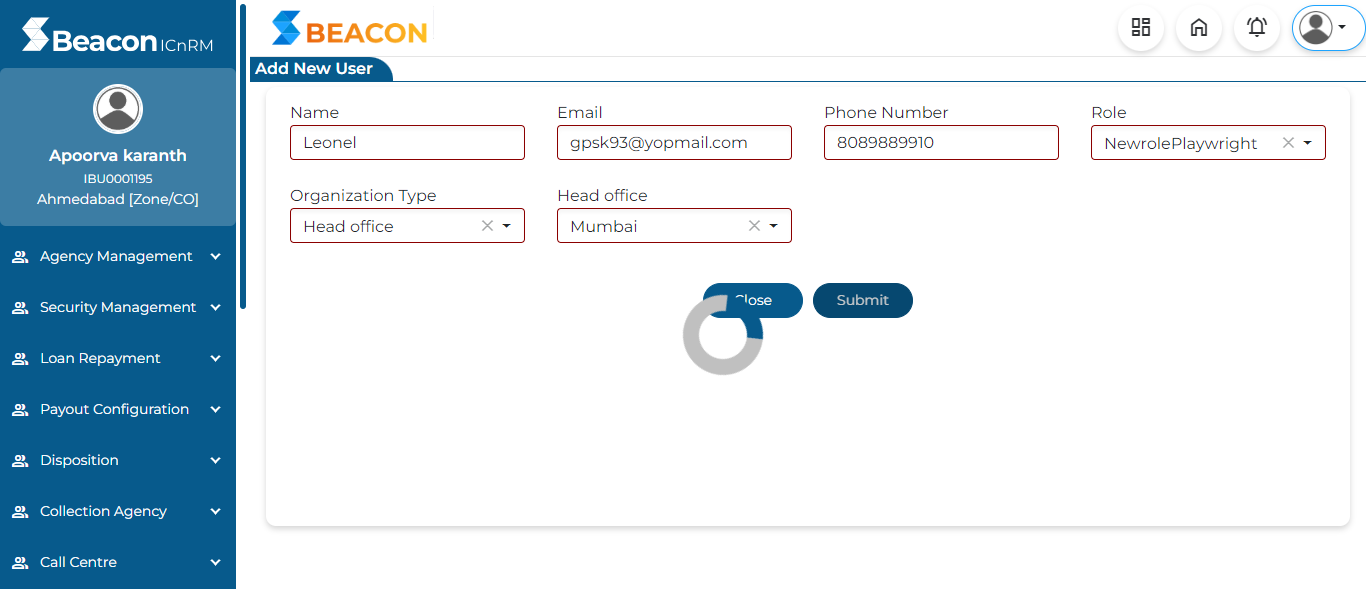 Beacon ICnRM
Apoorva karanth
IBU0001195
Ahmedabad [Zone/CO]
Agency Management
Security Management
Loan Repayment
Payout Configuration
Disposition
Collection Agency
Call Centre
BEACON
Add New User
Name
Email
Phone Number
Role
Leonel
gpsk93@yopmail.com
8089889910
NewrolePlaywright
Organization Type
Head office
Head office
Mumbai
Close
Submit